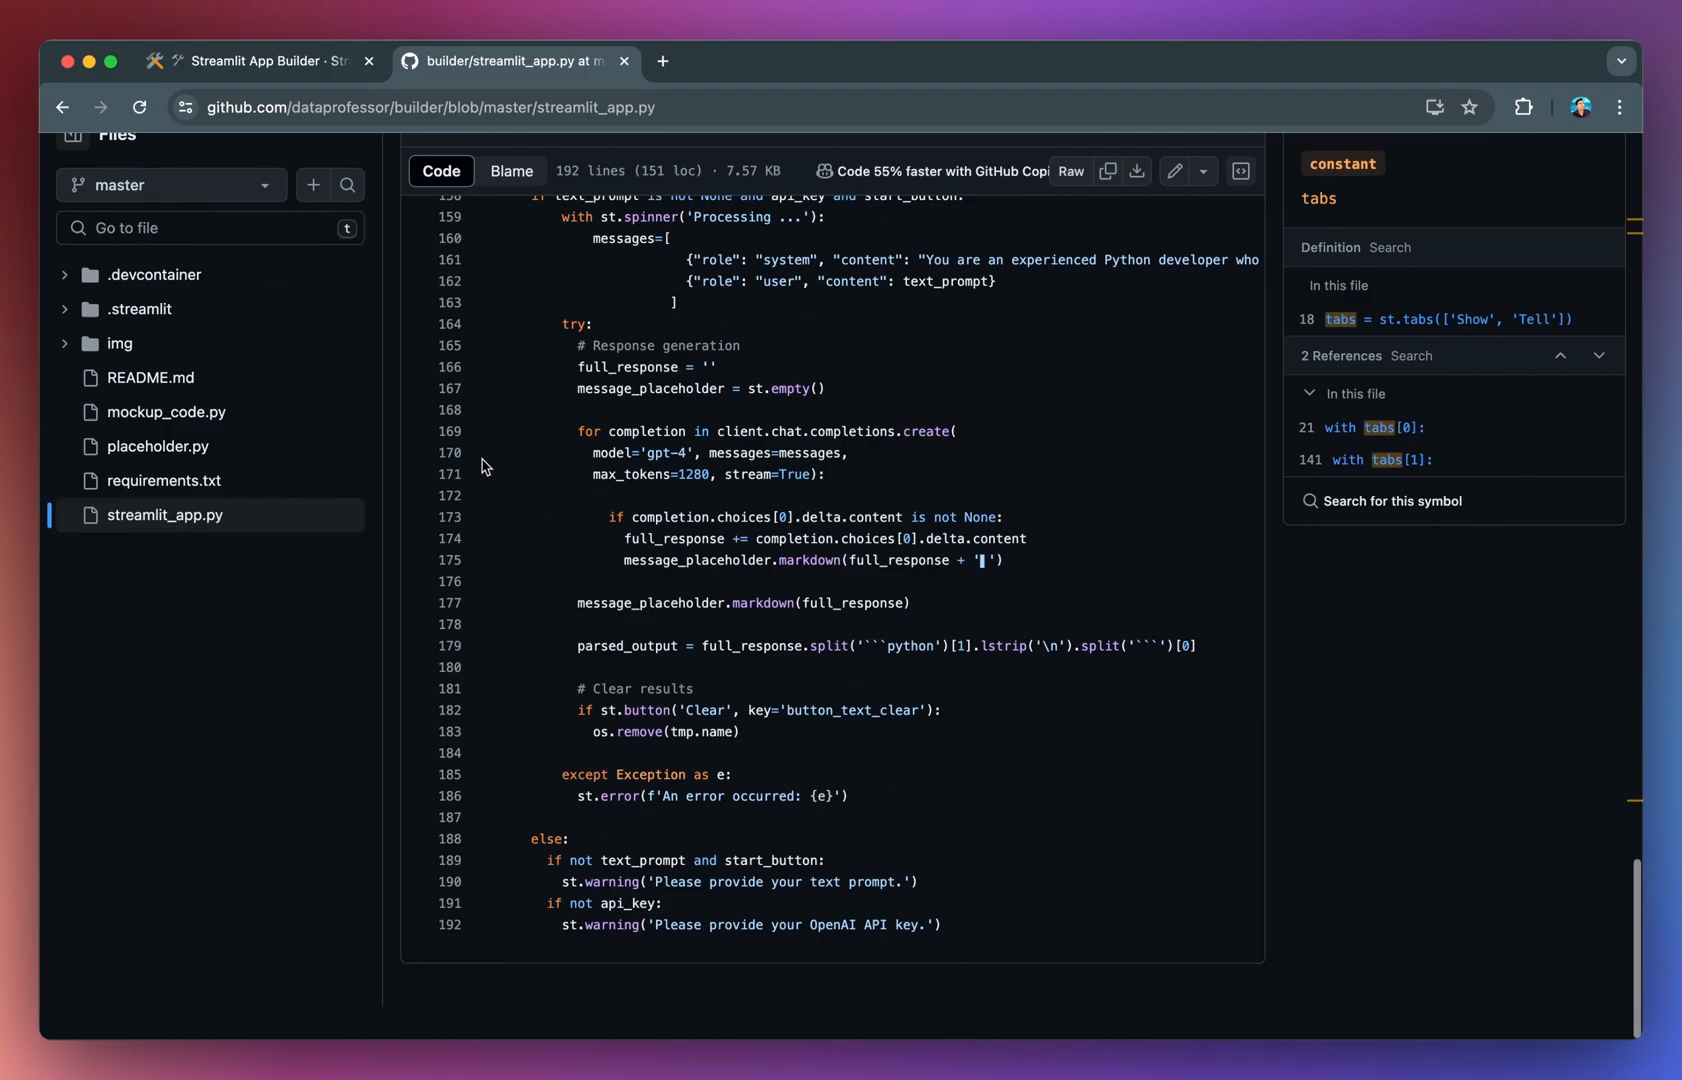 Streamlit App Builder · Str
builder/streamlit_app.py at m
github.com/dataprofessor/builder/blob/master/streamlit_app.py
Files
master
Go to file
t
.devcontainer
.streamlit
img
README.md
mockup_code.py
placeholder.py
requirements.txt
streamlit_app.py
Code
Blame
192 lines (151 loc) · 7.57 KB
Code 55% faster with GitHub Copi
Raw
158 if text_prompt is not None and api_key and start_button:
159 with st.spinner('Processing ...'):
160 messages=[
161 {"role": "system", "content": "You are an experienced Python developer who
162 {"role": "user", "content": text_prompt}
163 ]
164 try:
165 # Response generation
166 full_response = ''
167 message_placeholder = st.empty()
168
169 for completion in client.chat.completions.create(
170 model='gpt-4', messages=messages,
171 max_tokens=1280, stream=True):
172
173 if completion.choices[0].delta.content is not None:
174 full_response += completion.choices[0].delta.content
175 message_placeholder.markdown(full_response + '▌')
176
177 message_placeholder.markdown(full_response)
178
179 parsed_output = full_response.split('```python')[1].lstrip('\n').split('```')[0]
180
181 # Clear results
182 if st.button('Clear', key='button_text_clear'):
183 os.remove(tmp.name)
184
185 except Exception as e:
186 st.error(f'An error occurred: {e}')
187
188 else:
189 if not text_prompt and start_button:
190 st.warning('Please provide your text prompt.')
191 if not api_key:
192 st.warning('Please provide your OpenAI API key.')
constant
tabs
Definition Search
In this file
18 tabs = st.tabs(['Show', 'Tell'])
2 References Search
In this file
21 with tabs[0]:
141 with tabs[1]:
Search for this symbol